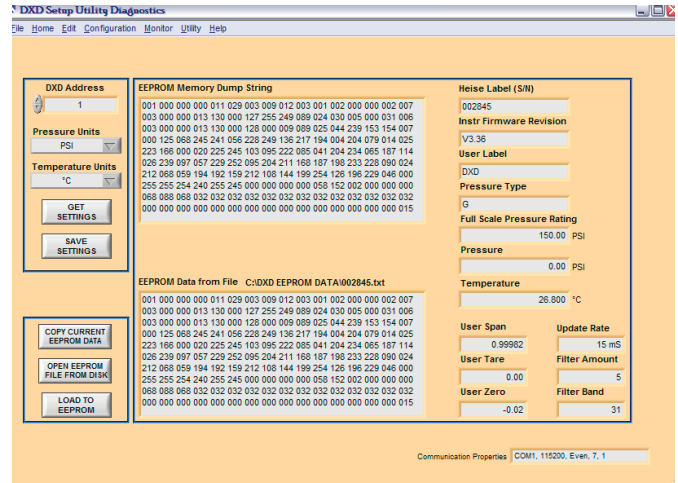 DXD Setup Utility Diagnostics
File Home Edit Configuration Monitor Utility Help
DXD Address
1
Pressure Units
PSI
Temperature Units
°C
GET
SETTINGS
SAVE
SETTINGS
COPY CURRENT
EEPROM DATA
OPEN EEPROM
FILE FROM DISK
LOAD TO
EEPROM
EEPROM Memory Dump String
001 000 000 000 011 029 003 009 012 003 001 002 000 000 002 007
003 000 000 013 130 000 127 255 249 089 024 030 005 000 031 006
003 000 000 013 130 000 128 000 009 089 025 044 239 153 154 007
000 125 068 245 241 056 228 249 136 217 194 004 204 079 014 025
223 166 000 020 225 245 103 095 222 085 041 204 234 065 187 114
026 239 097 057 229 252 095 204 211 168 187 198 233 228 090 024
212 068 059 194 192 159 212 108 144 199 254 126 196 229 046 000
255 255 254 240 255 245 000 000 000 000 058 152 002 000 000 000
068 088 068 032 032 032 032 032 032 032 032 032 032 032 032 032
000 000 000 000 000 000 000 000 000 000 000 000 000 000 000 015
EEPROM Data from File C:\DXD EEPROM DATA\002845.txt
001 000 000 000 011 029 003 009 012 003 001 002 000 000 002 007
003 000 000 013 130 000 127 255 249 089 024 030 005 000 031 006
003 000 000 013 130 000 128 000 009 089 025 044 239 153 154 007
000 125 068 245 241 056 228 249 136 217 194 004 204 079 014 025
223 166 000 020 225 245 103 095 222 085 041 204 234 065 187 114
026 239 097 057 229 252 095 204 211 168 187 198 233 228 090 024
212 068 059 194 192 159 212 108 144 199 254 126 196 229 046 000
255 255 254 240 255 245 000 000 000 000 058 152 002 000 000 000
068 088 068 032 032 032 032 032 032 032 032 032 032 032 032 032
000 000 000 000 000 000 000 000 000 000 000 000 000 000 000 015
Heise Label (S/N)
002845
Instr Firmware Revision
V3.36
User Label
DXD
Pressure Type
G
Full Scale Pressure Rating
150.00 PSI
Pressure
0.00 PSI
Temperature
26.800 °C
User Span Update Rate
0.99982 15 mS
User Tare Filter Amount
0.00 5
User Zero Filter Band
-0.02 31
Communication Properties COM1, 115200, Even, 7, 1